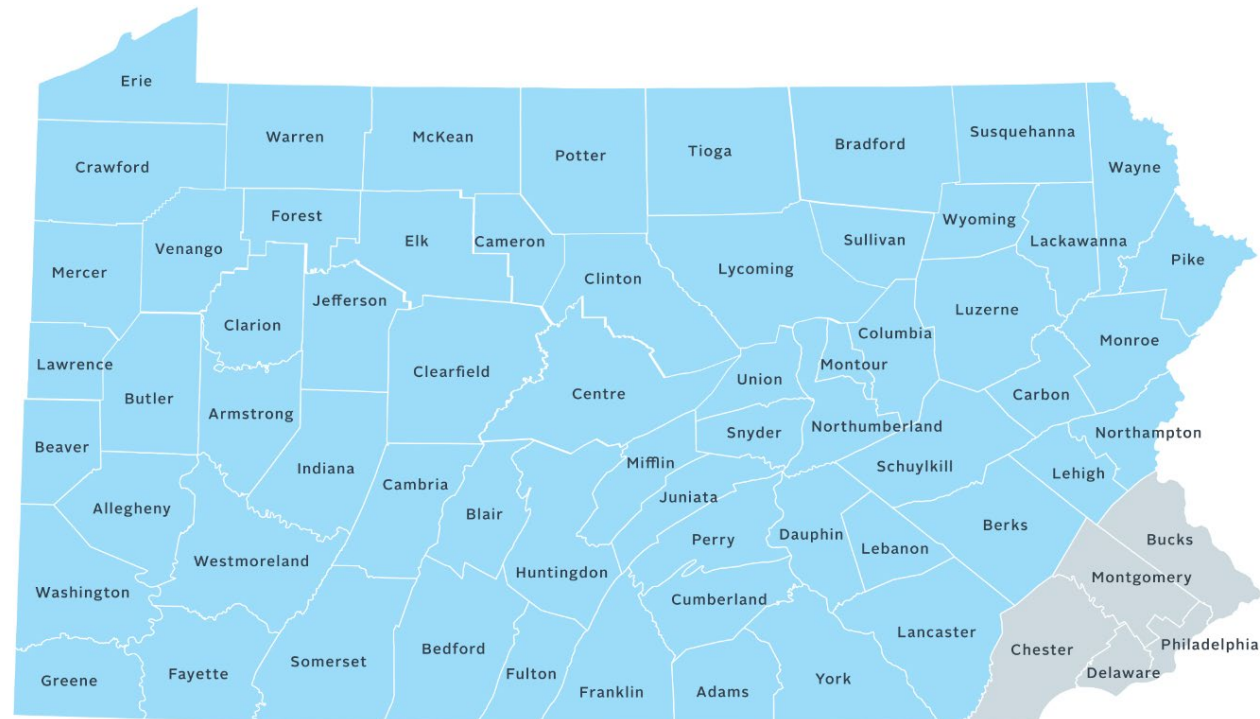 Erie
Warren
McKean
Potter
Tioga
Bradford
Susquehanna
Crawford
Wayne
Forest
Venango
Elk
Cameron
Sullivan
Wyoming
Lackawanna
Mercer
Clinton
Lycoming
Pike
Jefferson
Clarion
Luzerne
Columbia
Monroe
Lawrence
Clearfield
Montour
Union
Butler
Centre
Carbon
Armstrong
Snyder
Northumberland
Northampton
Beaver
Indiana
Mifflin
Schuylkill
Lehigh
Cambria
Juniata
Allegheny
Blair
Berks
Dauphin
Perry
Bucks
Lebanon
Westmoreland
Huntingdon
Montgomery
Washington
Cumberland
Lancaster
Philadelphia
Bedford
Chester
Somerset
Fayette
Fulton
Delaware
Greene
York
Franklin
Adams